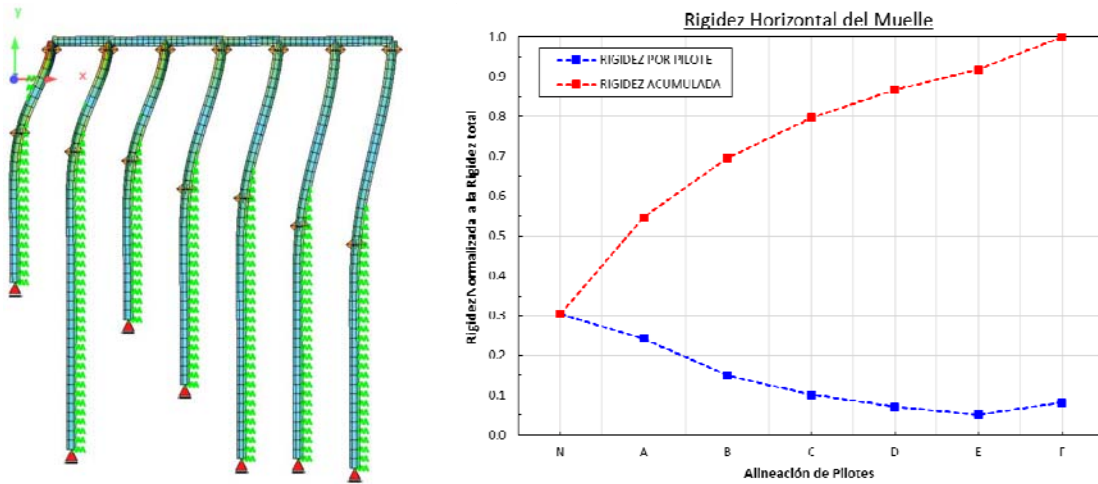 y
x
Rigidez Horizontal del Muelle
RIGIDEZ POR PILOTE
RIGIDEZ ACUMULADA
Rigidez Normalizada a la Rigidez total
1.0
0.9
0.8
0.7
0.6
0.5
0.4
0.3
0.2
0.1
0.0
N A B C D E F
Alineación de Pilotes